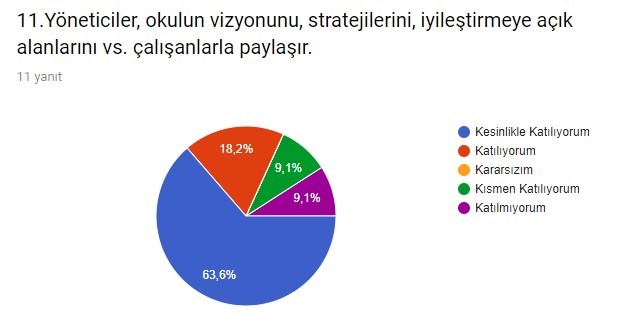 11.Yöneticiler, okulun vizyonunu, stratejilerini, iyileştirmeye açık
alanlarını vs. çalışanlarla paylaşır.
11 yanıt
18,2%
9,1%
9,1%
63,6%
Kesinlikle Katılıyorum
Katılıyorum
Kararsızım
Kısmen Katılıyorum
Katılmıyorum